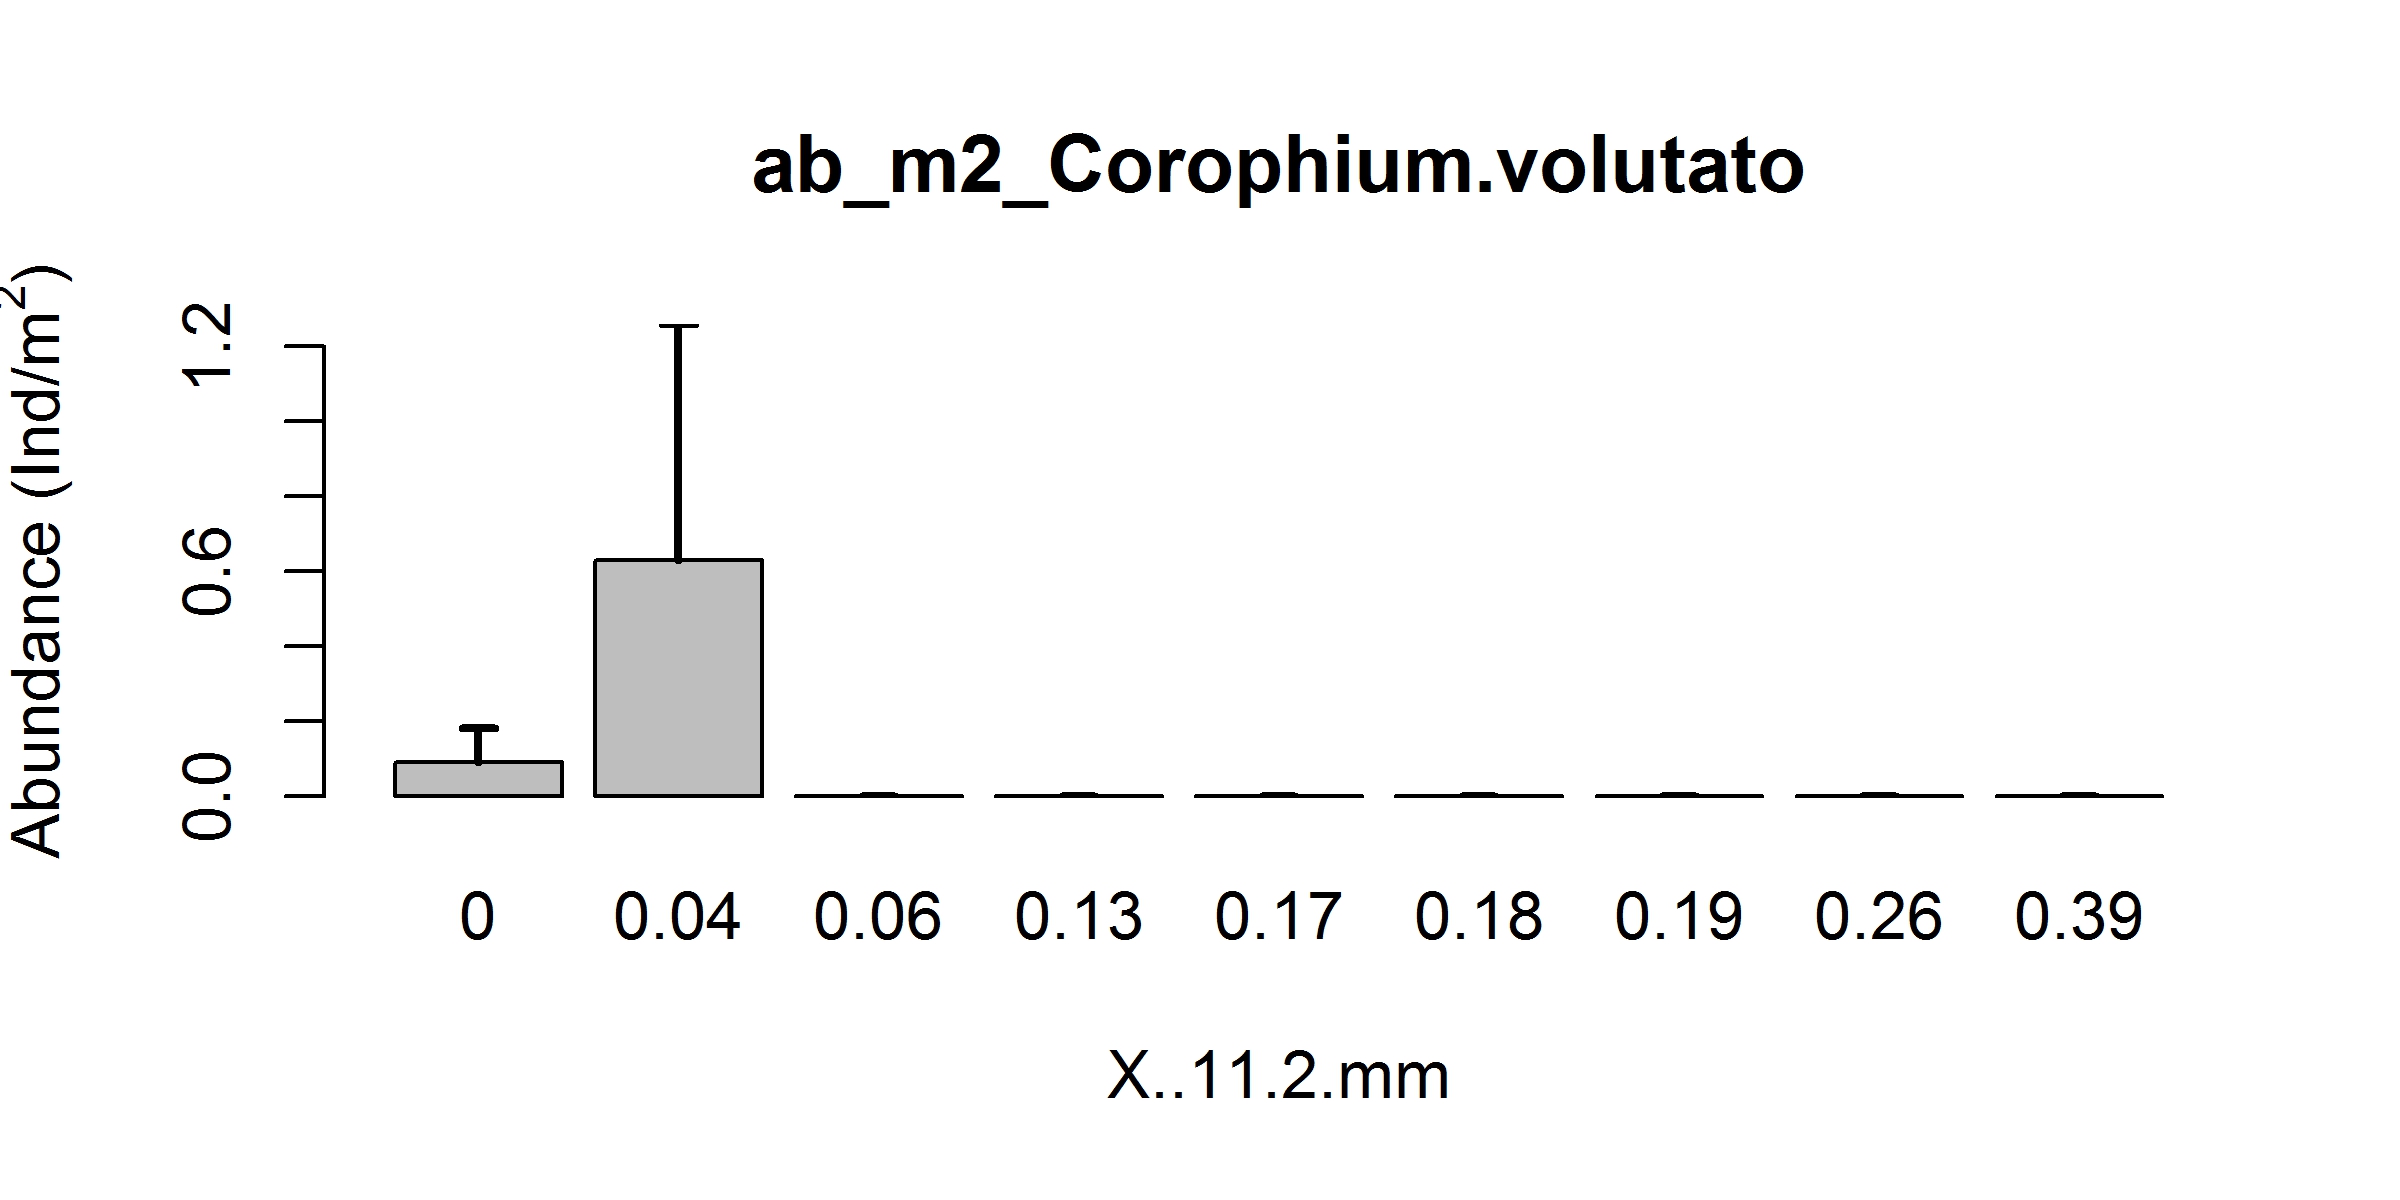 ab_m2_Corophium.volutato
Abundance (Ind/m²)
1.2
0.6
0.0
0 0.04 0.06 0.13 0.17 0.18 0.19 0.26 0.39
X..11.2.mm